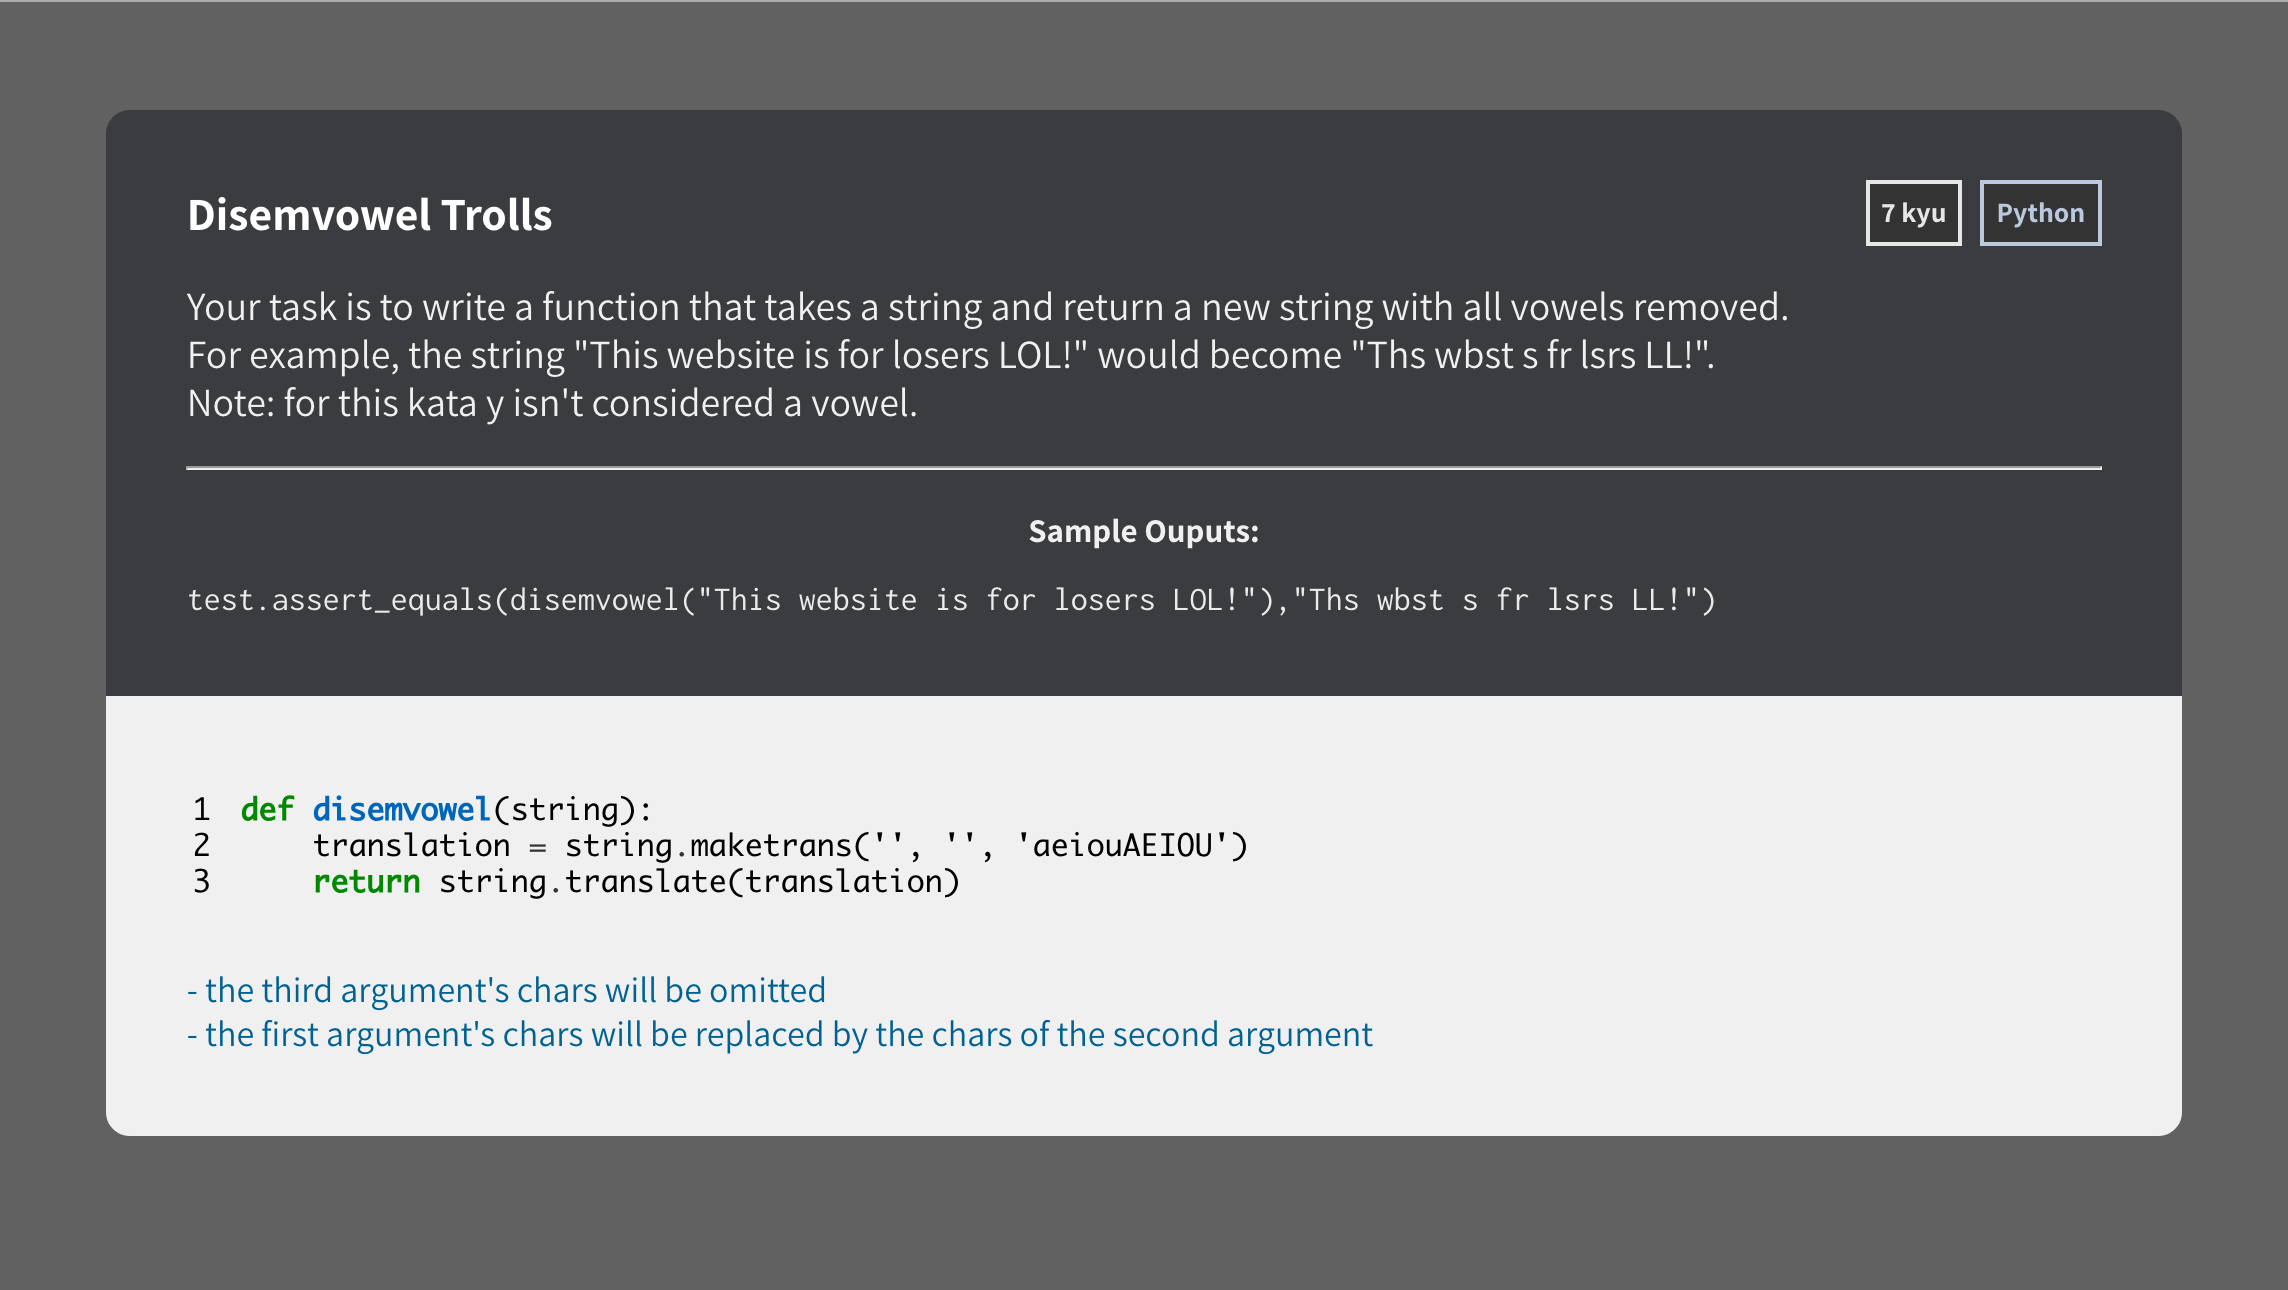 Disemvowel Trolls
7 kyu
Python
Your task is to write a function that takes a string and return a new string with all vowels removed.
For example, the string "This website is for losers LOL!" would become "Ths wbst s fr lsrs LL!".
Note: for this kata y isn't considered a vowel.
Sample Ouputs:
test.assert_equals(disemvowel("This website is for losers LOL!"),"Ths wbst s fr lsrs LL!")
1 def disemvowel(string):
2     translation = string.maketrans('', '', 'aeiouAEIOU')
3     return string.translate(translation)
- the third argument's chars will be omitted
- the first argument's chars will be replaced by the chars of the second argument